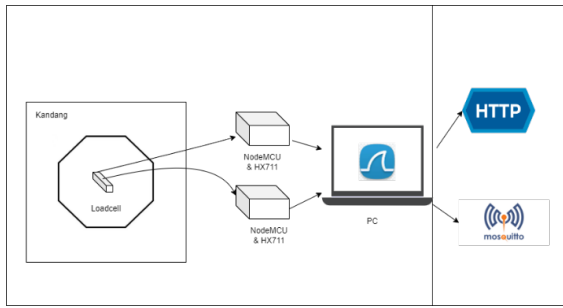 Kandang
Loadcell
NodeMCU
& HX711
NodeMCU
& HX711
PC
HTTP
mosquitto